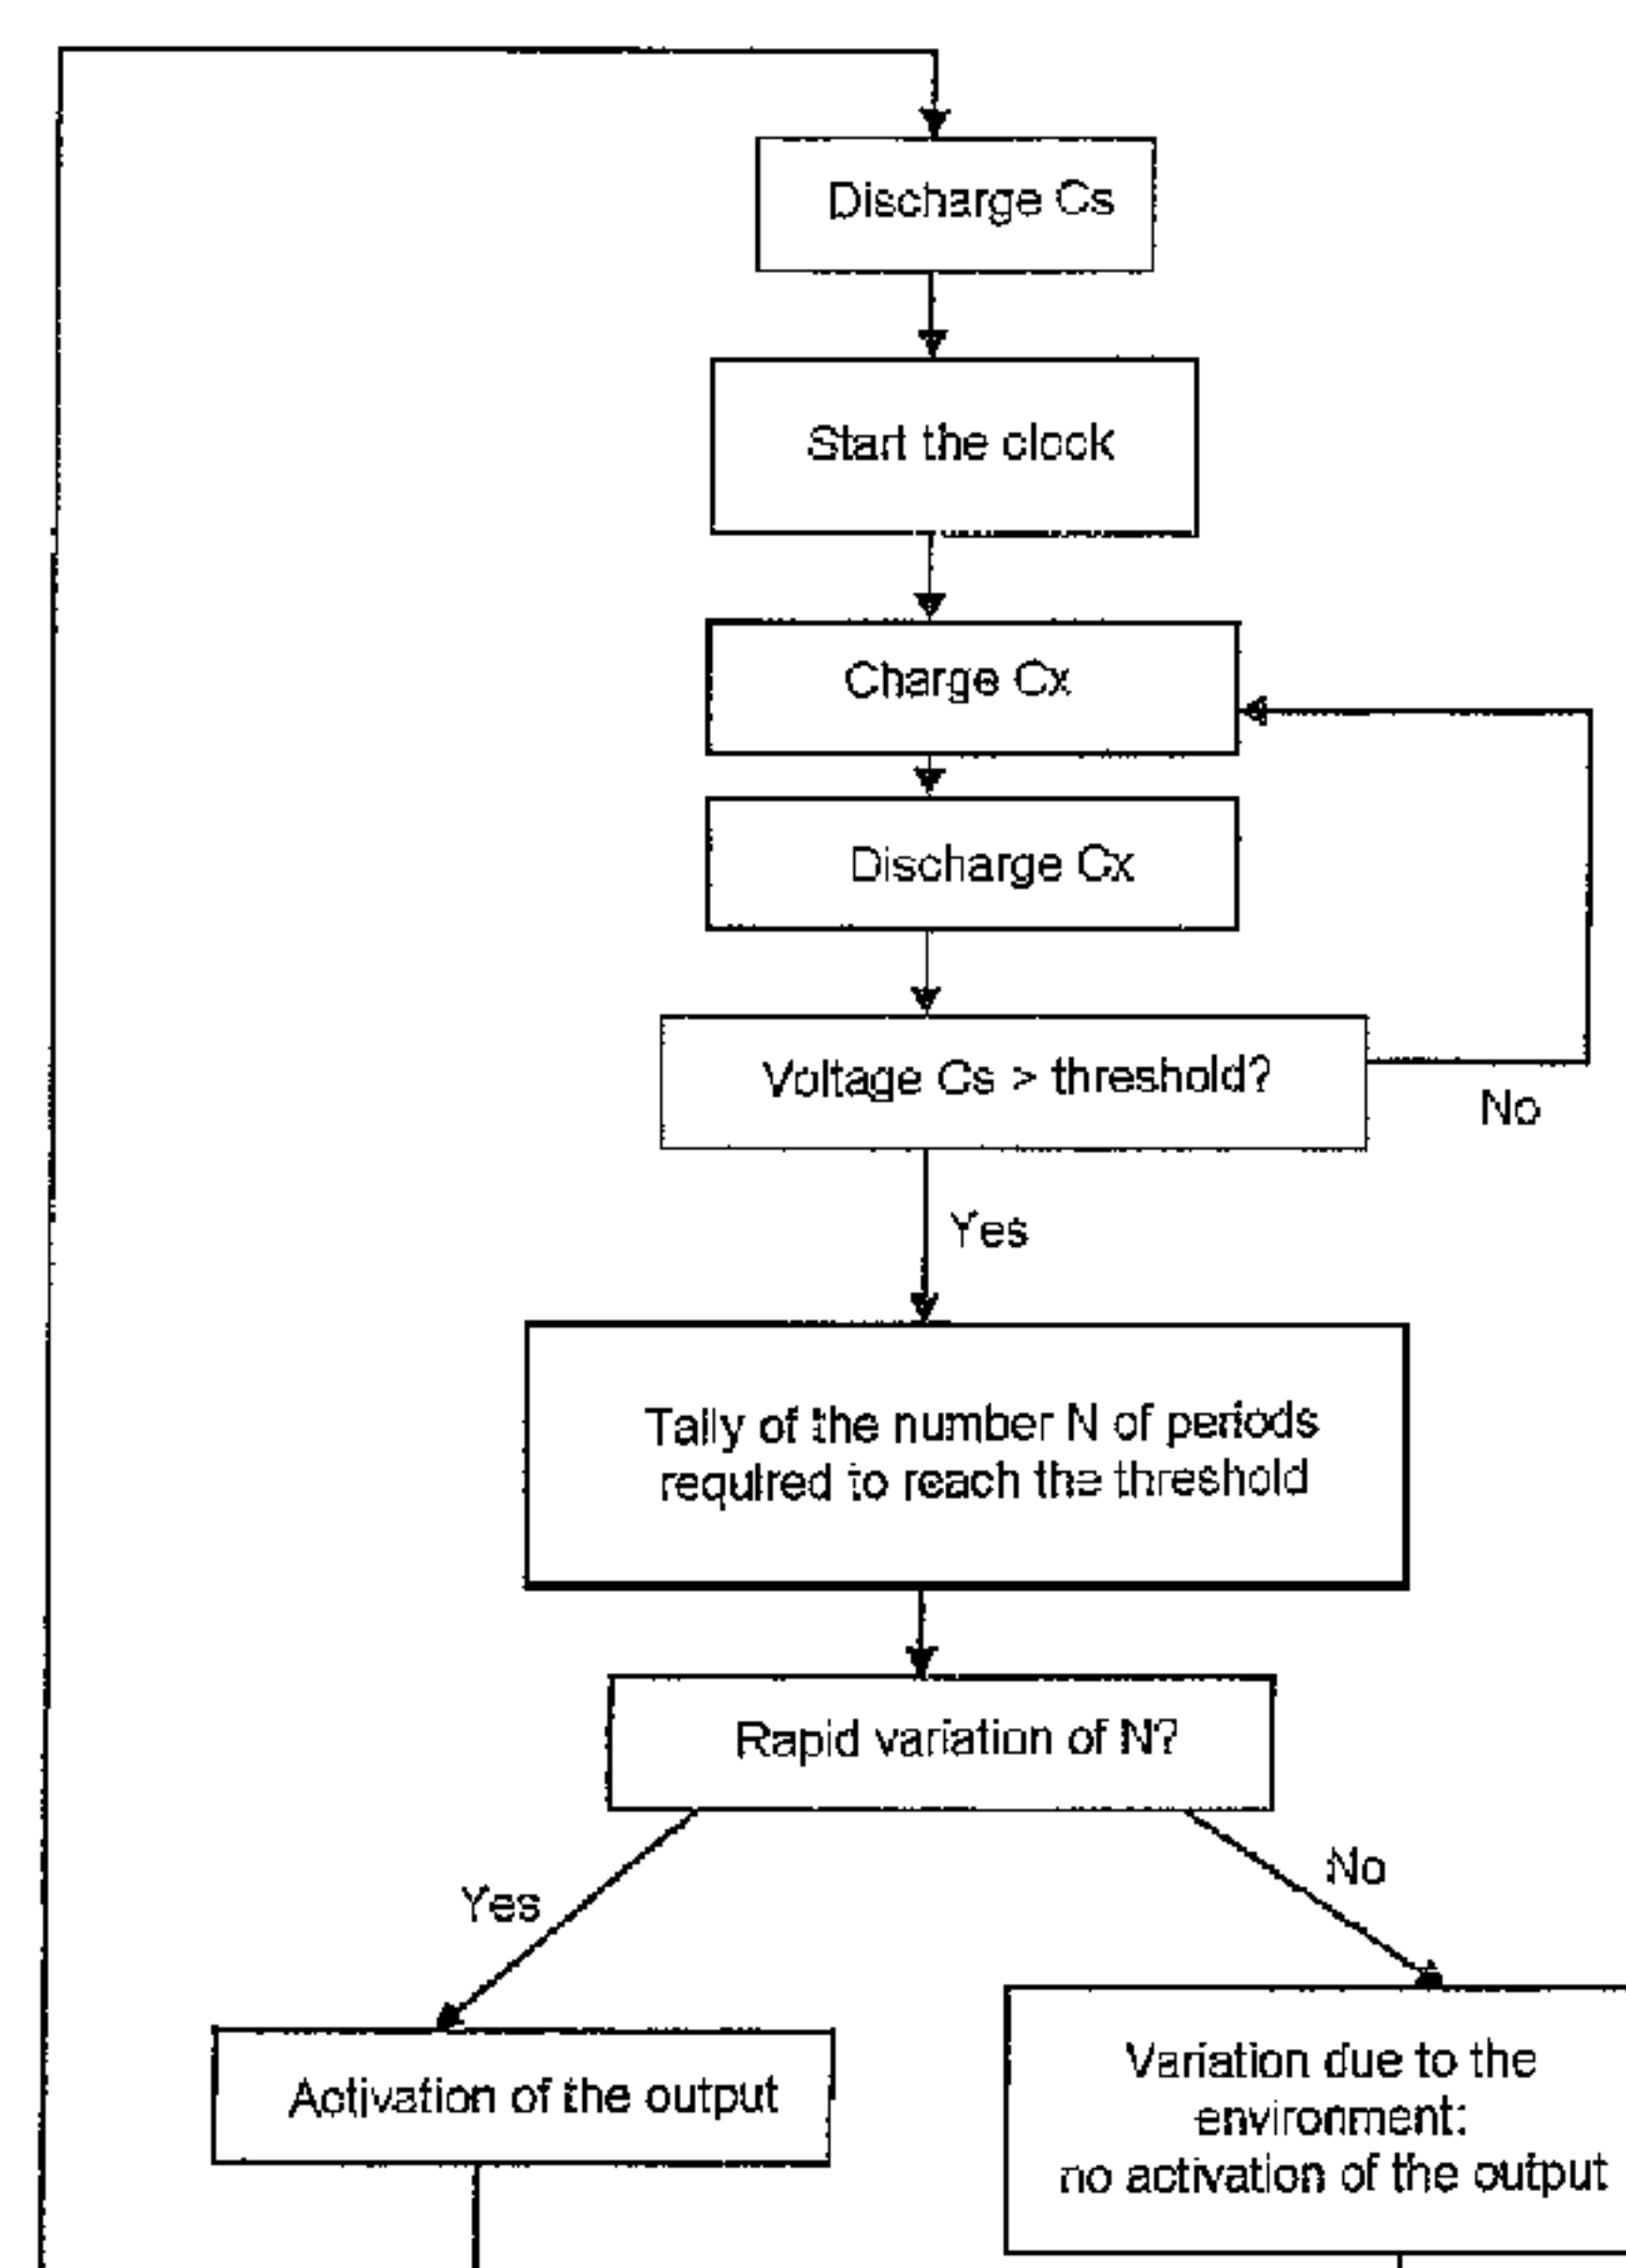 Discharge Cs
Start the clock
Charge Cx
Discharge Cx
Voltage Cs > threshold?
No
Yes
Tally of the number N of periods
required to reach the threshold
Rapid variation of N?
Yes
No
Activation of the output
Variation due to the
environment:
no activation of the output